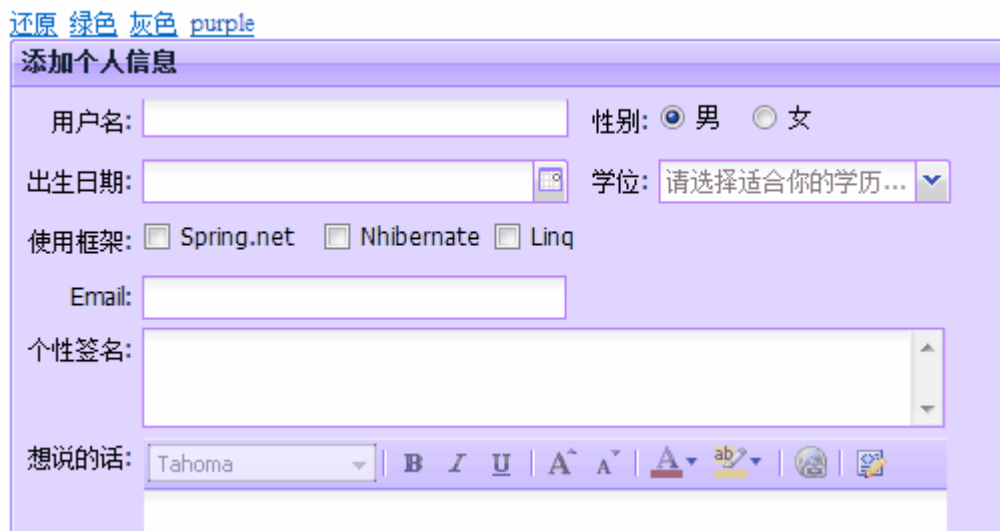 还原 绿色 灰色 purple
添加个人信息
用户名: 性别: 男 女
出生日期: 学位: 请选择适合你的学历...
使用框架: Spring.net Nhibernate Linq
Email:
个性签名:
想说的话: Tahoma B I U A A A ab